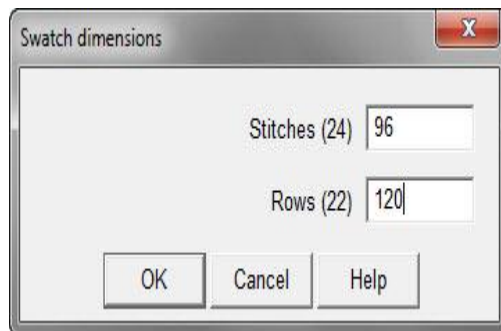 Swatch dimensions
X
Stitches (24) 96
Rows (22) 120
OK Cancel Help